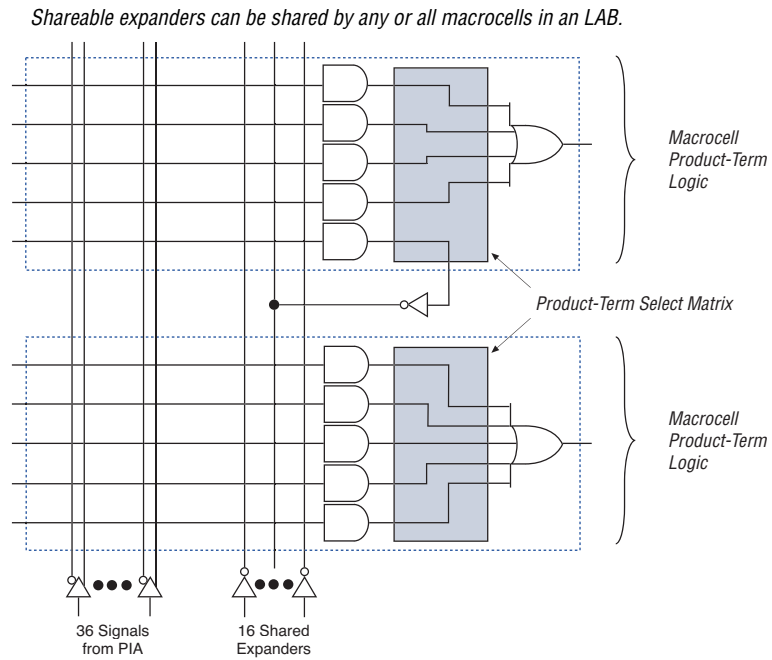 Shareable expanders can be shared by any or all macrocells in an LAB.
Macrocell
Product-Term
Logic
Product-Term Select Matrix
Macrocell
Product-Term
Logic
36 Signals
from PIA
16 Shared
Expanders